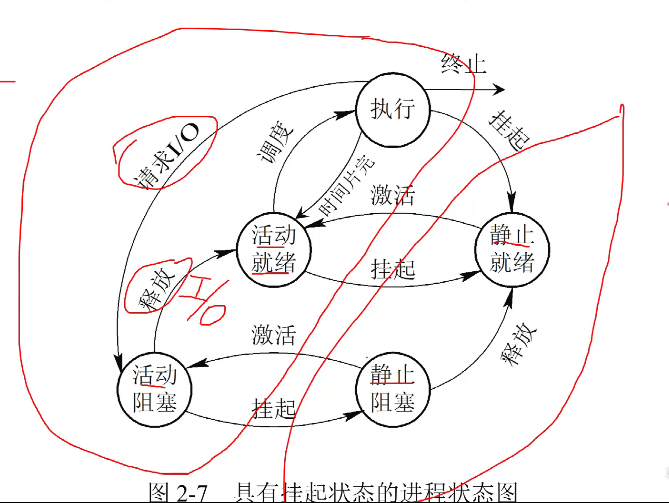 终止
执行
挂起
请求I/O
调度
时间片完
激活
活动
就绪
静止
就绪
挂起
释放
I/O
激活
释放
活动
阻塞
静止
阻塞
挂起
图 2-7 具有挂起状态的进程状态图